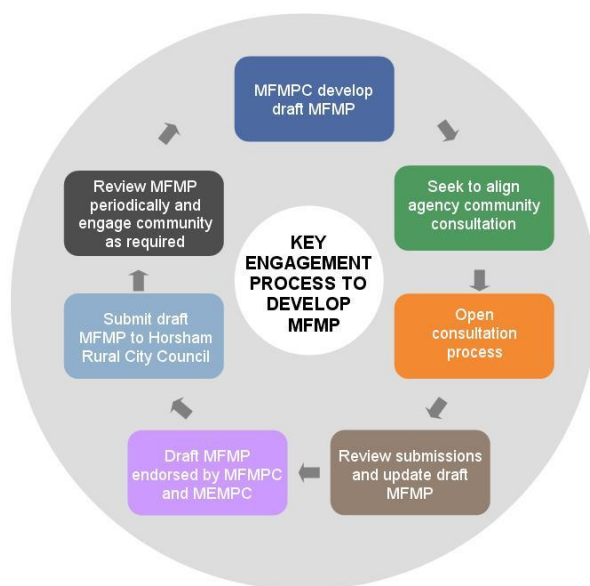 MFMPC develop
draft MFMP
Seek to align
agency community
consultation
Open
consultation
process
Review submissions
and update draft
MFMP
Draft MFMP
endorsed by MFMPC
and MEMPC
Submit draft
MFMP to Horsham
Rural City Council
Review MFMP
periodically and
engage community
as required
KEY
ENGAGEMENT
PROCESS TO
DEVELOP
MFMP